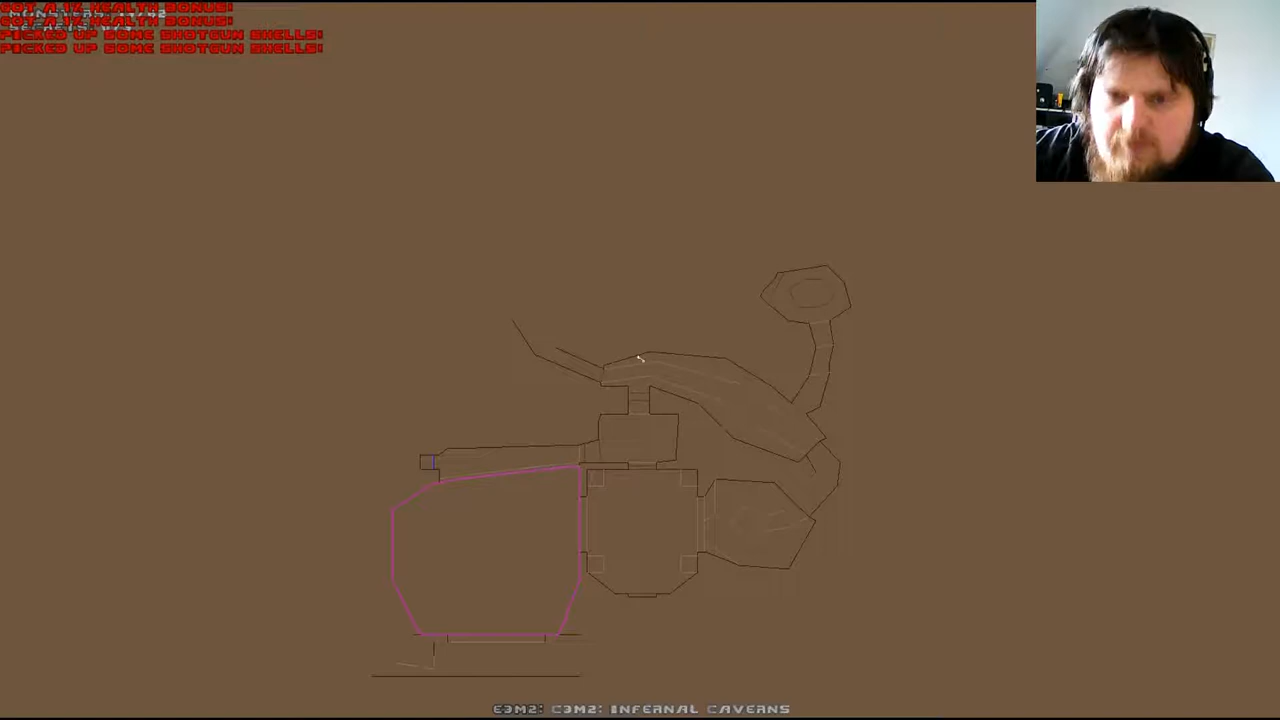 GOT A 1% HEALTH BONUS!
GOT A 1% HEALTH BONUS!
PICKED UP SOME SHOTGUN SHELLS!
PICKED UP SOME SHOTGUN SHELLS!
E3M2: C3M2: INFERNAL CAVERNS